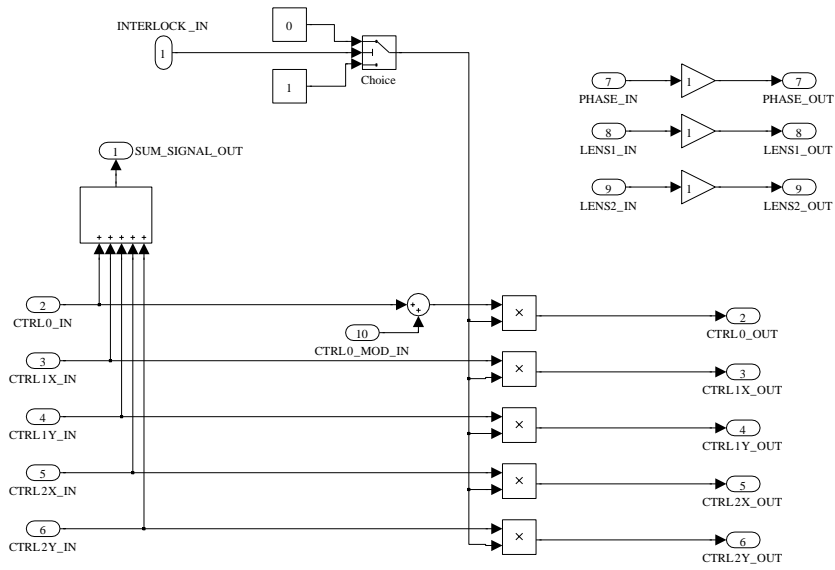 INTERLOCK_IN
0
1
1
Choice
7
1
7
PHASE_IN
PHASE_OUT
8
1
8
LENS1_IN
LENS1_OUT
1
SUM_SIGNAL_OUT
9
1
9
LENS2_IN
LENS2_OUT
+ + + + +
2
CTRL0_IN
+
+
10
CTRL0_MOD_IN
×
2
CTRL0_OUT
3
CTRL1X_IN
×
3
CTRL1X_OUT
4
CTRL1Y_IN
×
4
CTRL1Y_OUT
5
CTRL2X_IN
×
5
CTRL2X_OUT
6
CTRL2Y_IN
×
6
CTRL2Y_OUT